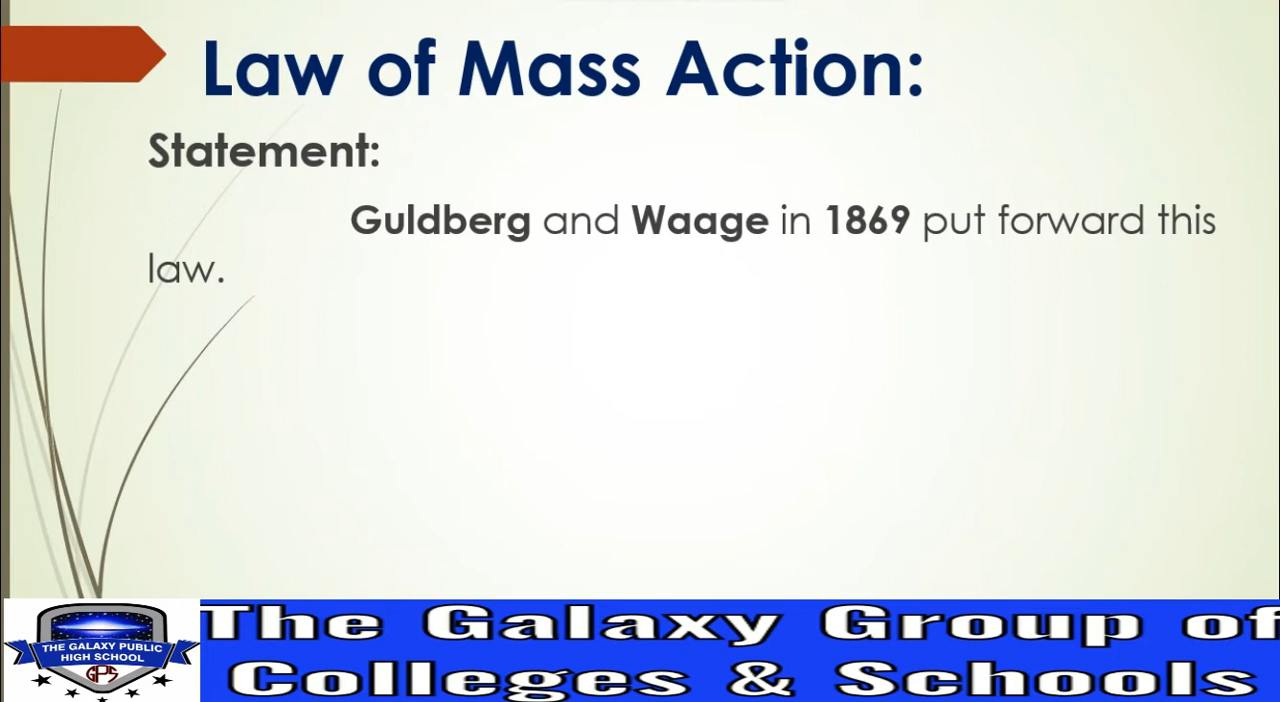 Law of Mass Action:
Statement:
Guldberg and Waage in 1869 put forward this
law.
THE GALAXY PUBLIC
HIGH SCHOOL
GPS
The Galaxy Group of
Colleges & Schools